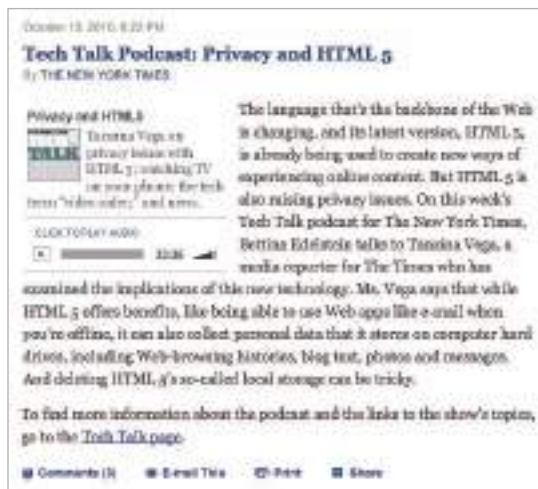 October 13, 2010, 6:22 PM
Tech Talk Podcast: Privacy and HTML 5
By THE NEW YORK TIMES
Privacy and HTML5
TALK
Tanzina Vega on
privacy issues with
HTML 5; watching TV
on your phone; the tech
term "video codec;" and news.
CLICK TO PLAY AUDIO
The language that's the backbone of the Web
is changing, and its latest version, HTML 5,
is already being used to create new ways of
experiencing online content. But HTML 5 is
also raising privacy issues. On this week's
Tech Talk podcast for The New York Times,
Bettina Edelstein talks to Tanzina Vega, a
media reporter for The Times who has
examined the implications of this new technology. Ms. Vega says that while
HTML 5 offers benefits, like being able to use Web apps like e-mail when
you're offline, it can also collect personal data that it stores on computer hard
drives, including Web-browsing histories, blog text, photos and messages.
And deleting HTML 5's so-called local storage can be tricky.
To find more information about the podcast and the links to the show's topics,
go to the Tech Talk page.
Comments (3) E-mail This Print Share